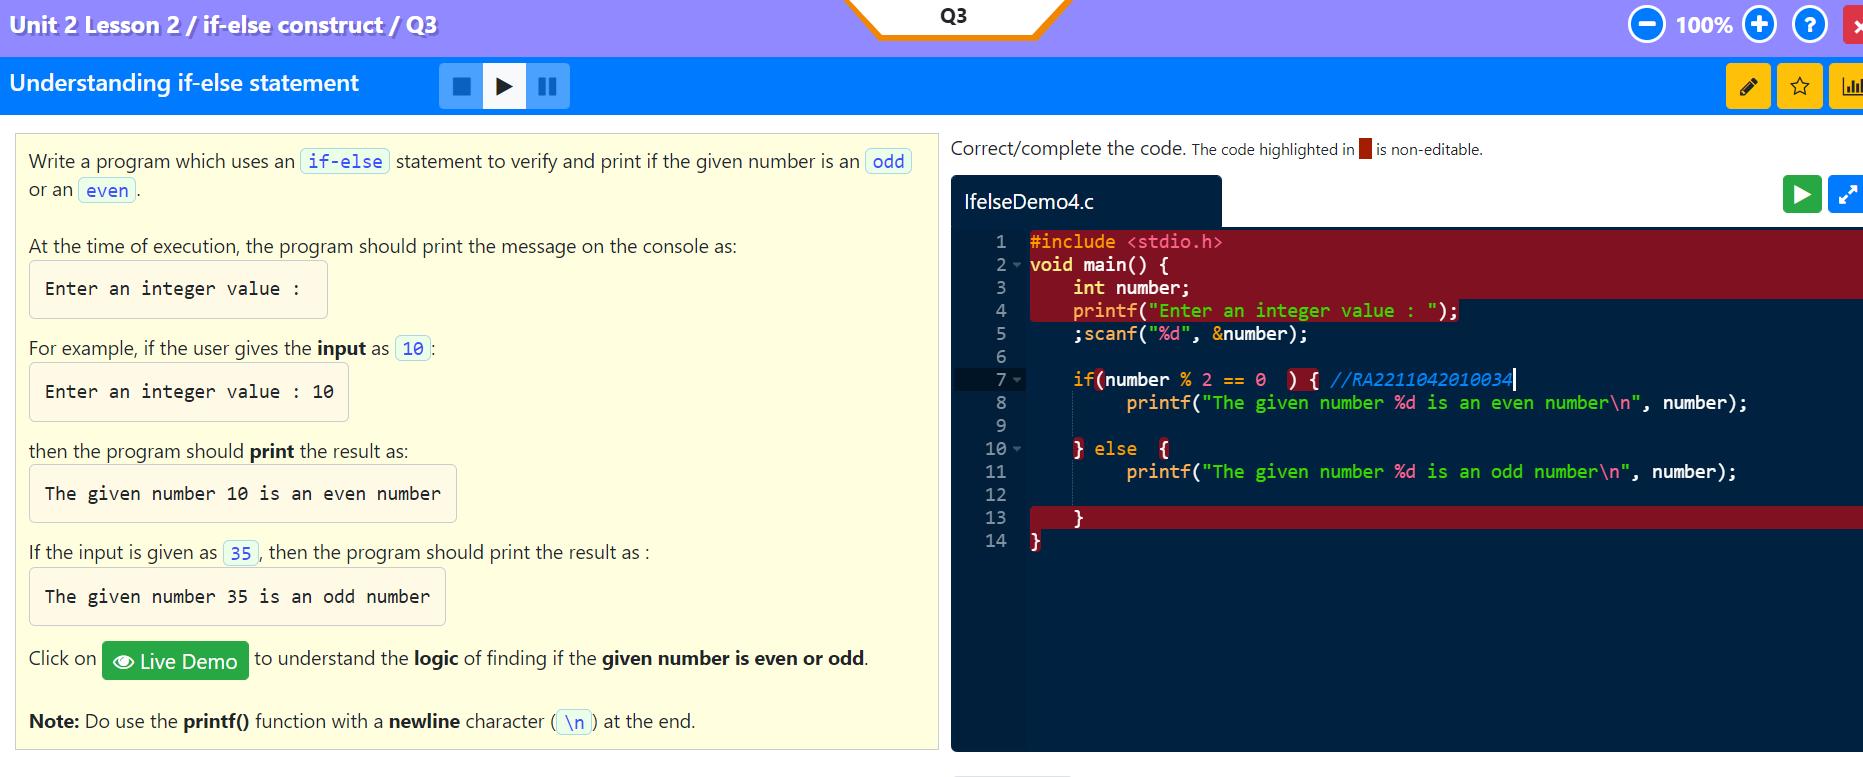 Unit 2 Lesson 2 / if-else construct / Q3
Q3
100%
?
Understanding if-else statement
Write a program which uses an if-else statement to verify and print if the given number is an odd
or an even.
At the time of execution, the program should print the message on the console as:
Enter an integer value :
For example, if the user gives the input as 10:
Enter an integer value : 10
then the program should print the result as:
The given number 10 is an even number
If the input is given as 35, then the program should print the result as :
The given number 35 is an odd number
Click on Live Demo to understand the logic of finding if the given number is even or odd.
Note: Do use the printf() function with a newline character (\n) at the end.
Correct/complete the code. The code highlighted in is non-editable.
IfelseDemo4.c
1 #include <stdio.h>
2 void main() {
3 int number;
4 printf("Enter an integer value : ");
5 ;scanf("%d", &number);
6
7 if(number % 2 == 0  ) { //RA2211042010034
8 printf("The given number %d is an even number\n", number);
9
10 } else  {
11 printf("The given number %d is an odd number\n", number);
12
13 }
14 }